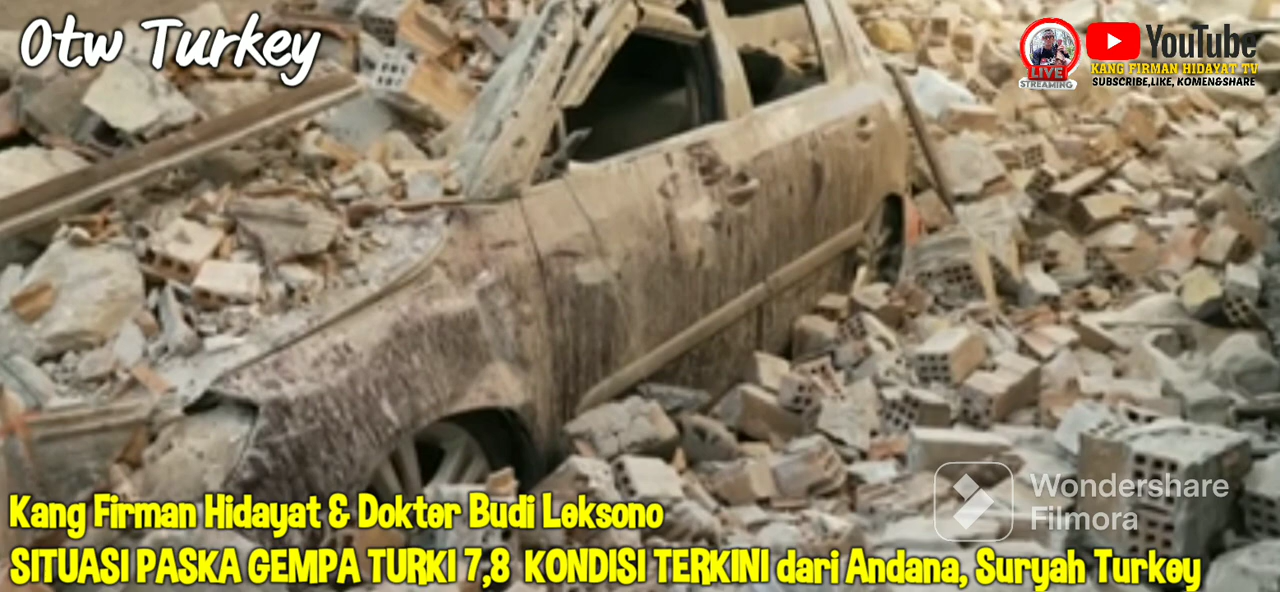 Otw Turkey
YouTube
LIVE
STREAMING
KANG FIRMAN HIDAYAT TV
SUBSCRIBE,LIKE, KOMEN&SHARE
Wondershare
Filmora
Kang Firman Hidayat & Dokter Budi Leksono
SITUASI PASKA GEMPA TURKI 7,8 KONDISI TERKINI dari Andana, Suryah Turkey